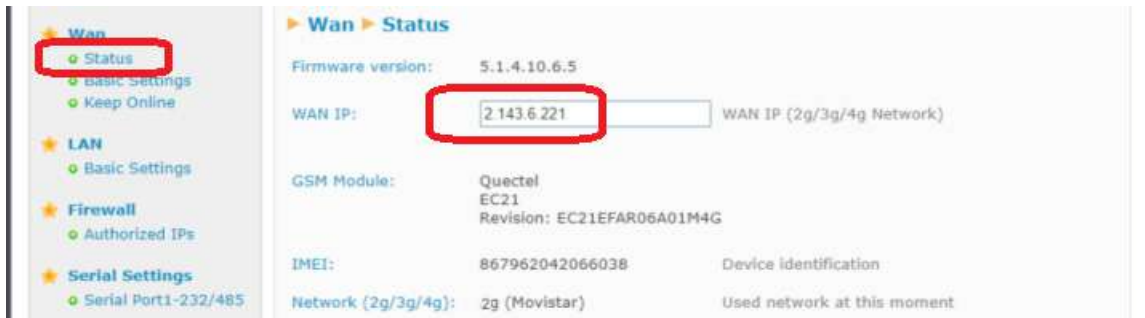 Wan
Status
Basic Settings
Keep Online
LAN
Basic Settings
Firewall
Authorized IPs
Serial Settings
Serial Port1-232/485
Wan Status
Firmware version: 5.1.4.10.6.5
WAN IP: 2.143.6.221 WAN IP (2g/3g/4g Network)
GSM Module: Quectel
EC21
Revision: EC21EFAR06A01M4G
IMEI: 867962042066038 Device identification
Network (2g/3g/4g): 2g (Movistar) Used network at this moment